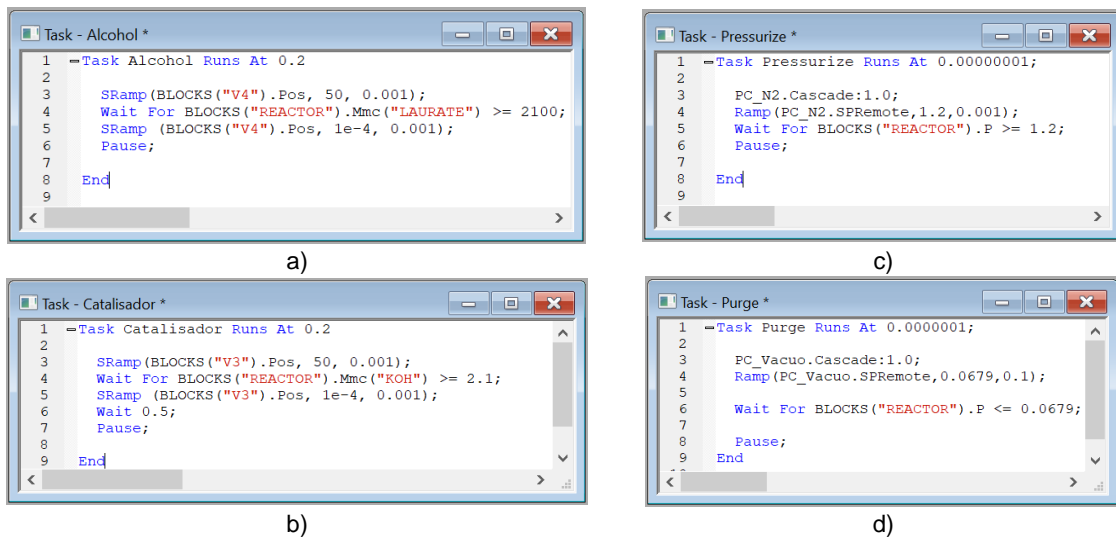 Task - Alcohol *
1 Task Alcohol Runs At 0.2
2
3 SRamp(BLOCKS("V4").Pos, 50, 0.001);
4 Wait For BLOCKS("REACTOR").Mmc("LAURATE") >= 2100;
5 SRamp (BLOCKS("V4").Pos, 1e-4, 0.001);
6 Pause;
7
8 End
9
a)
Task - Catalisador *
1 Task Catalisador Runs At 0.2
2
3 SRamp(BLOCKS("V3").Pos, 50, 0.001);
4 Wait For BLOCKS("REACTOR").Mmc("KOH") >= 2.1;
5 SRamp (BLOCKS("V3").Pos, 1e-4, 0.001);
6 Wait 0.5;
7 Pause;
8
9 End
b)
Task - Pressurize *
1 Task Pressurize Runs At 0.00000001;
2
3 PC_N2.Cascade:1.0;
4 Ramp(PC_N2.SPRemote,1.2,0.001);
5 Wait For BLOCKS("REACTOR").P >= 1.2;
6 Pause;
7
8 End
9
c)
Task - Purge *
1 Task Purge Runs At 0.0000001;
2
3 PC_Vacuo.Cascade:1.0;
4 Ramp(PC_Vacuo.SPRemote,0.0679,0.1);
5
6 Wait For BLOCKS("REACTOR").P <= 0.0679;
7
8 Pause;
9 End
d)